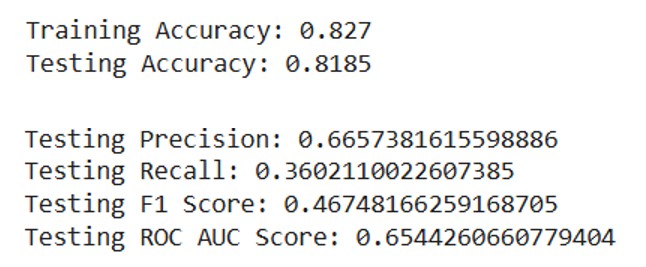 Training Accuracy: 0.827
Testing Accuracy: 0.8185
Testing Precision: 0.6657381615598886
Testing Recall: 0.3602110022607385
Testing F1 Score: 0.46748166259168705
Testing ROC AUC Score: 0.6544260660779404